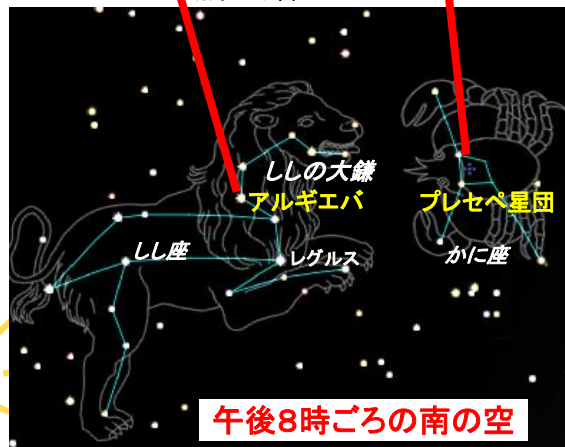 ししの大鎌
アルギエバ
プレセペ星団
しし座
レグルス
かに座
午後8時ごろの南の空